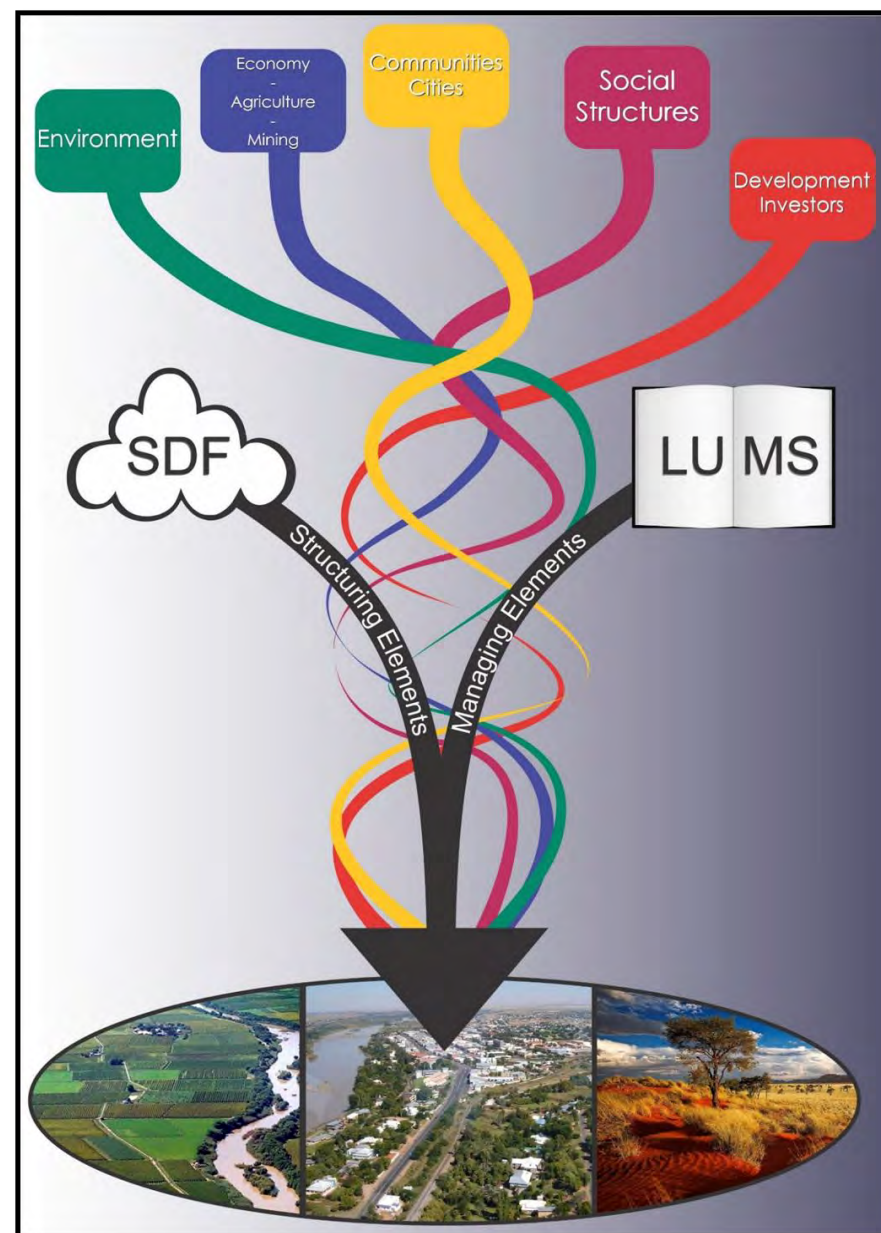 Environment
Economy
-
Agriculture
-
Mining
Communities
Cities
Social
Structures
Development
Investors
SDF
LU MS
Structuring Elements
Managing Elements